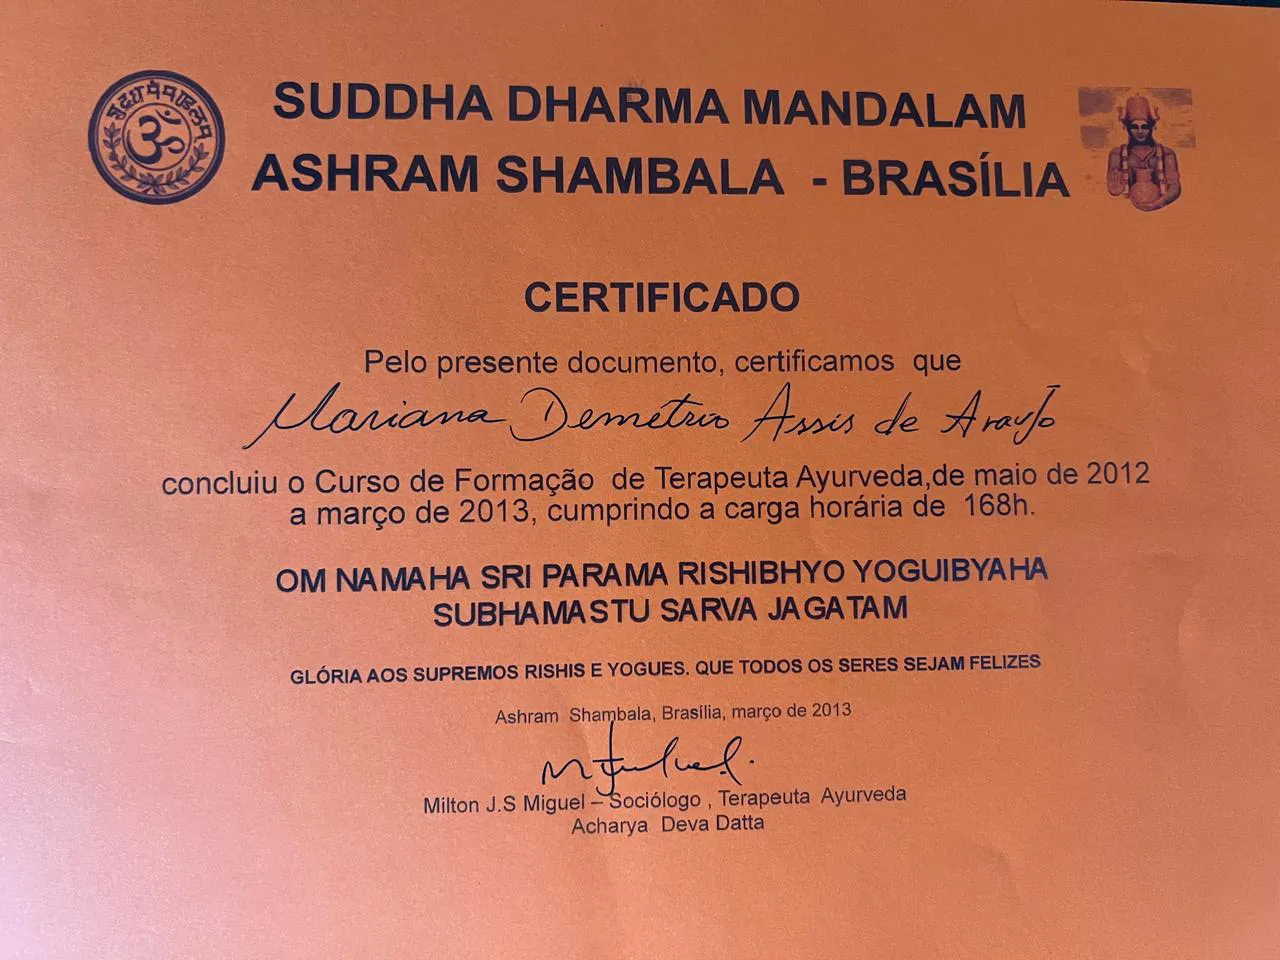 SUDDHA DHARMA MANDALAM
ASHRAM SHAMBALA - BRASÍLIA
CERTIFICADO
Pelo presente documento, certificamos que
Mariana Demétrio Assis de Araujo
concluiu o Curso de Formação de Terapeuta Ayurveda,de maio de 2012
a março de 2013, cumprindo a carga horária de 168h.
OM NAMAHA SRI PARAMA RISHIBHYO YOGUIBYAHA
SUBHAMASTU SARVA JAGATAM
GLÓRIA AOS SUPREMOS RISHIS E YOGUES. QUE TODOS OS SERES SEJAM FELIZES
Ashram Shambala, Brasília, março de 2013
Milton J.S Miguel – Sociólogo , Terapeuta Ayurveda
Acharya Deva Datta